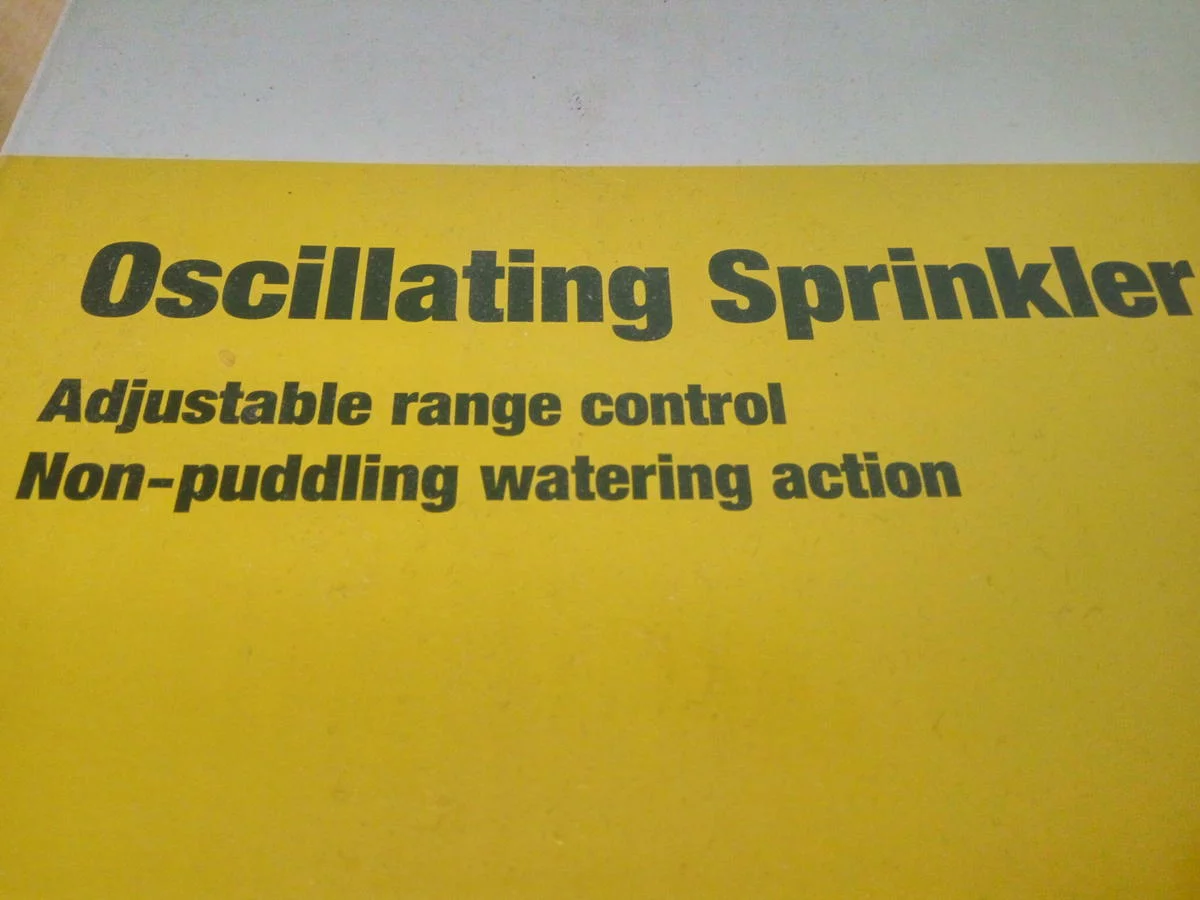 Oscillating Sprinkler
Adjustable range control
Non-puddling watering action